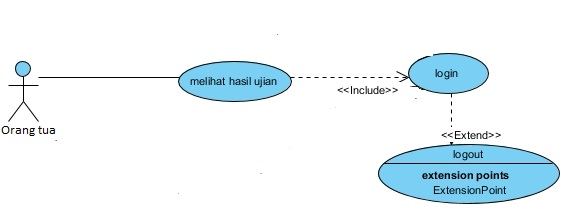 melihat hasil ujian
login
<<Include>>
Orang tua
<<Extend>>
logout
extension points
ExtensionPoint